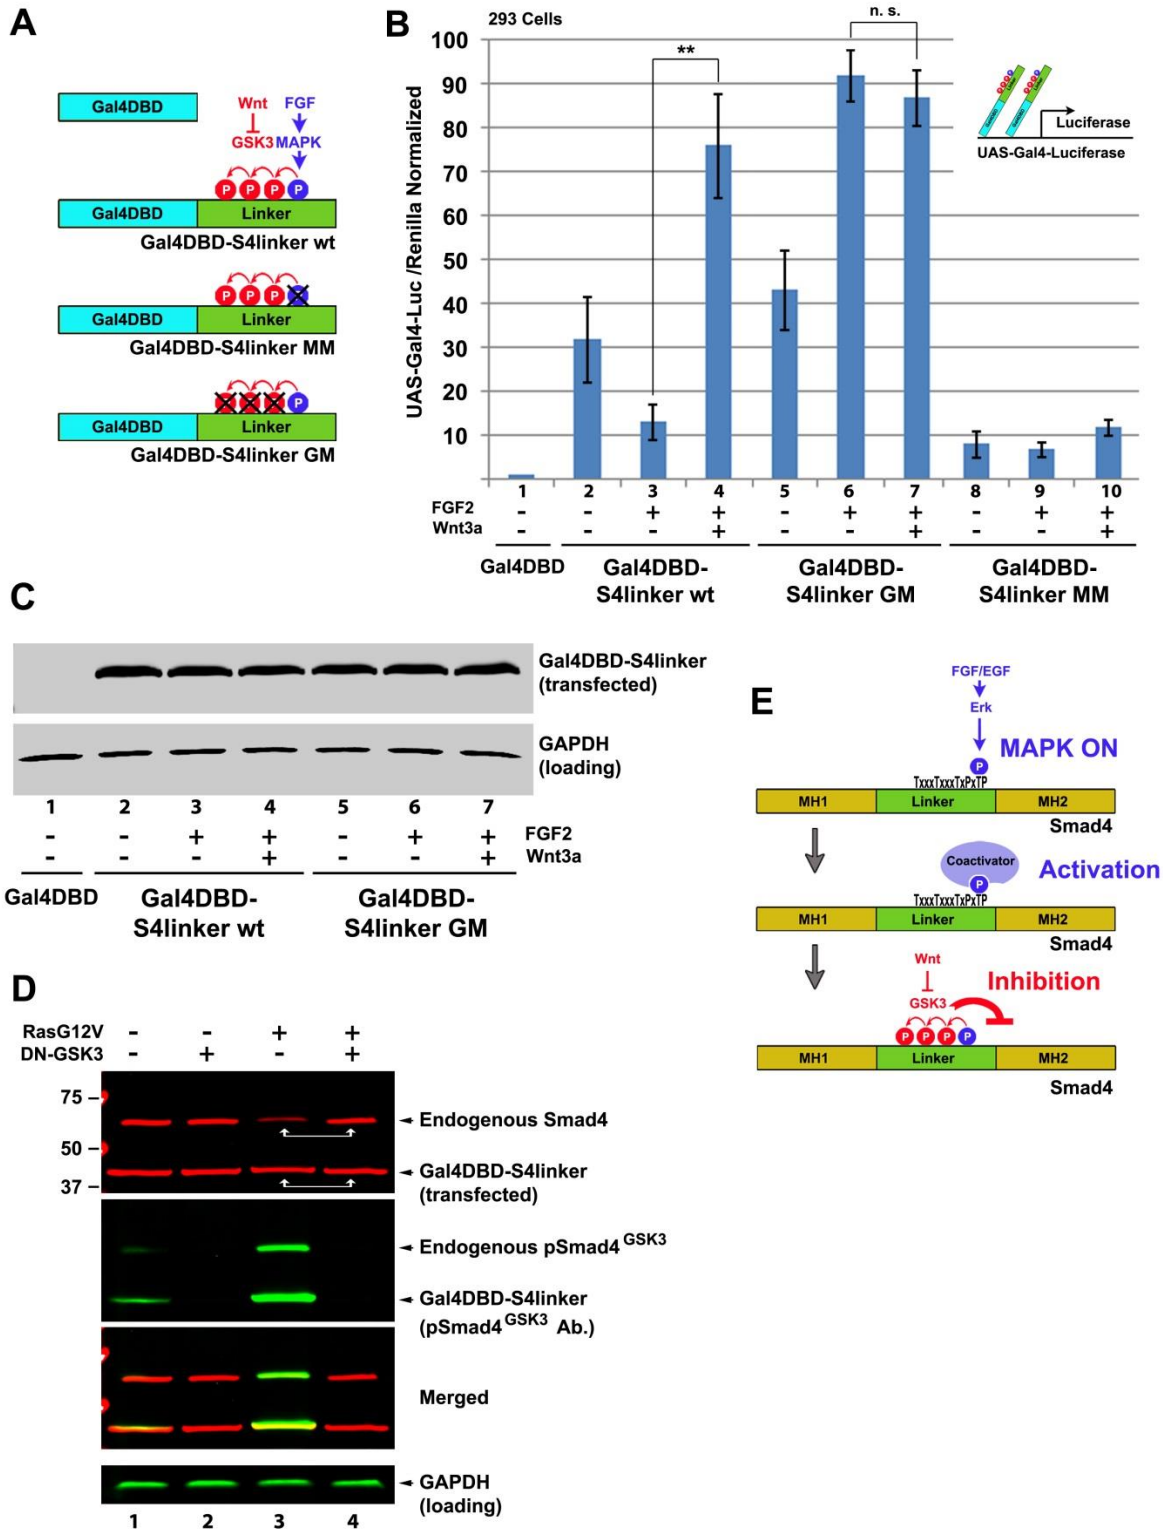 A
Gal4DBD
Wnt FGF
GSK3 MAPK
P P P P
Gal4DBD Linker
Gal4DBD-S4linker wt
P P P
Gal4DBD Linker
Gal4DBD-S4linker MM
P
Gal4DBD Linker
Gal4DBD-S4linker GM
B
293 Cells
n. s.
**
UAS-Gal4-Luc /Renilla Normalized
100
90
80
70
60
50
40
30
20
10
Luciferase
UAS-Gal4-Luciferase
1 2 3 4 5 6 7 8 9 10
FGF2 - - + + - + + - + +
Wnt3a - - - + - - + - - +
Gal4DBD
Gal4DBD-
S4linker wt
Gal4DBD-
S4linker GM
Gal4DBD-
S4linker MM
C
Gal4DBD-S4linker
(transfected)
GAPDH
(loading)
1 2 3 4 5 6 7
- - + + - + + FGF2
- - - + - - + Wnt3a
Gal4DBD
Gal4DBD-
S4linker wt
Gal4DBD-
S4linker GM
D
RasG12V - - + +
DN-GSK3 - + - +
75
50
37
Endogenous Smad4
Gal4DBD-S4linker
(transfected)
Endogenous pSmad4GSK3
Gal4DBD-S4linker
(pSmad4GSK3 Ab.)
Merged
GAPDH
(loading)
1 2 3 4
E
FGF/EGF
Erk
MAPK ON
P
TxxxTxxxTxPxTP
MH1 Linker MH2
Smad4
Coactivator
Activation
P
TxxxTxxxTxPxTP
MH1 Linker MH2
Smad4
Wnt
Inhibition
GSK3
P P P P
MH1 Linker MH2
Smad4